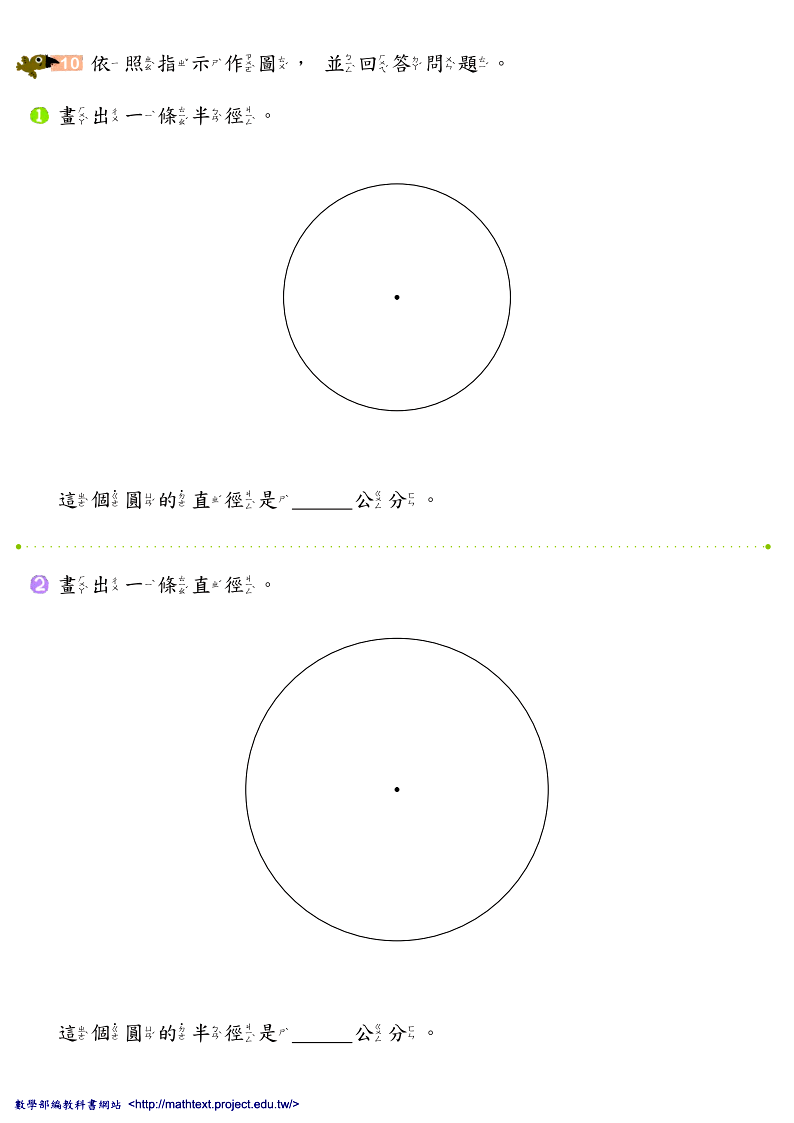 10 依照指示作圖，並回答問題。
1 畫出一條半徑。
這個圓的直徑是______公分。
2 畫出一條直徑。
這個圓的半徑是______公分。
數學部編教科書網站 <http://mathtext.project.edu.tw/>